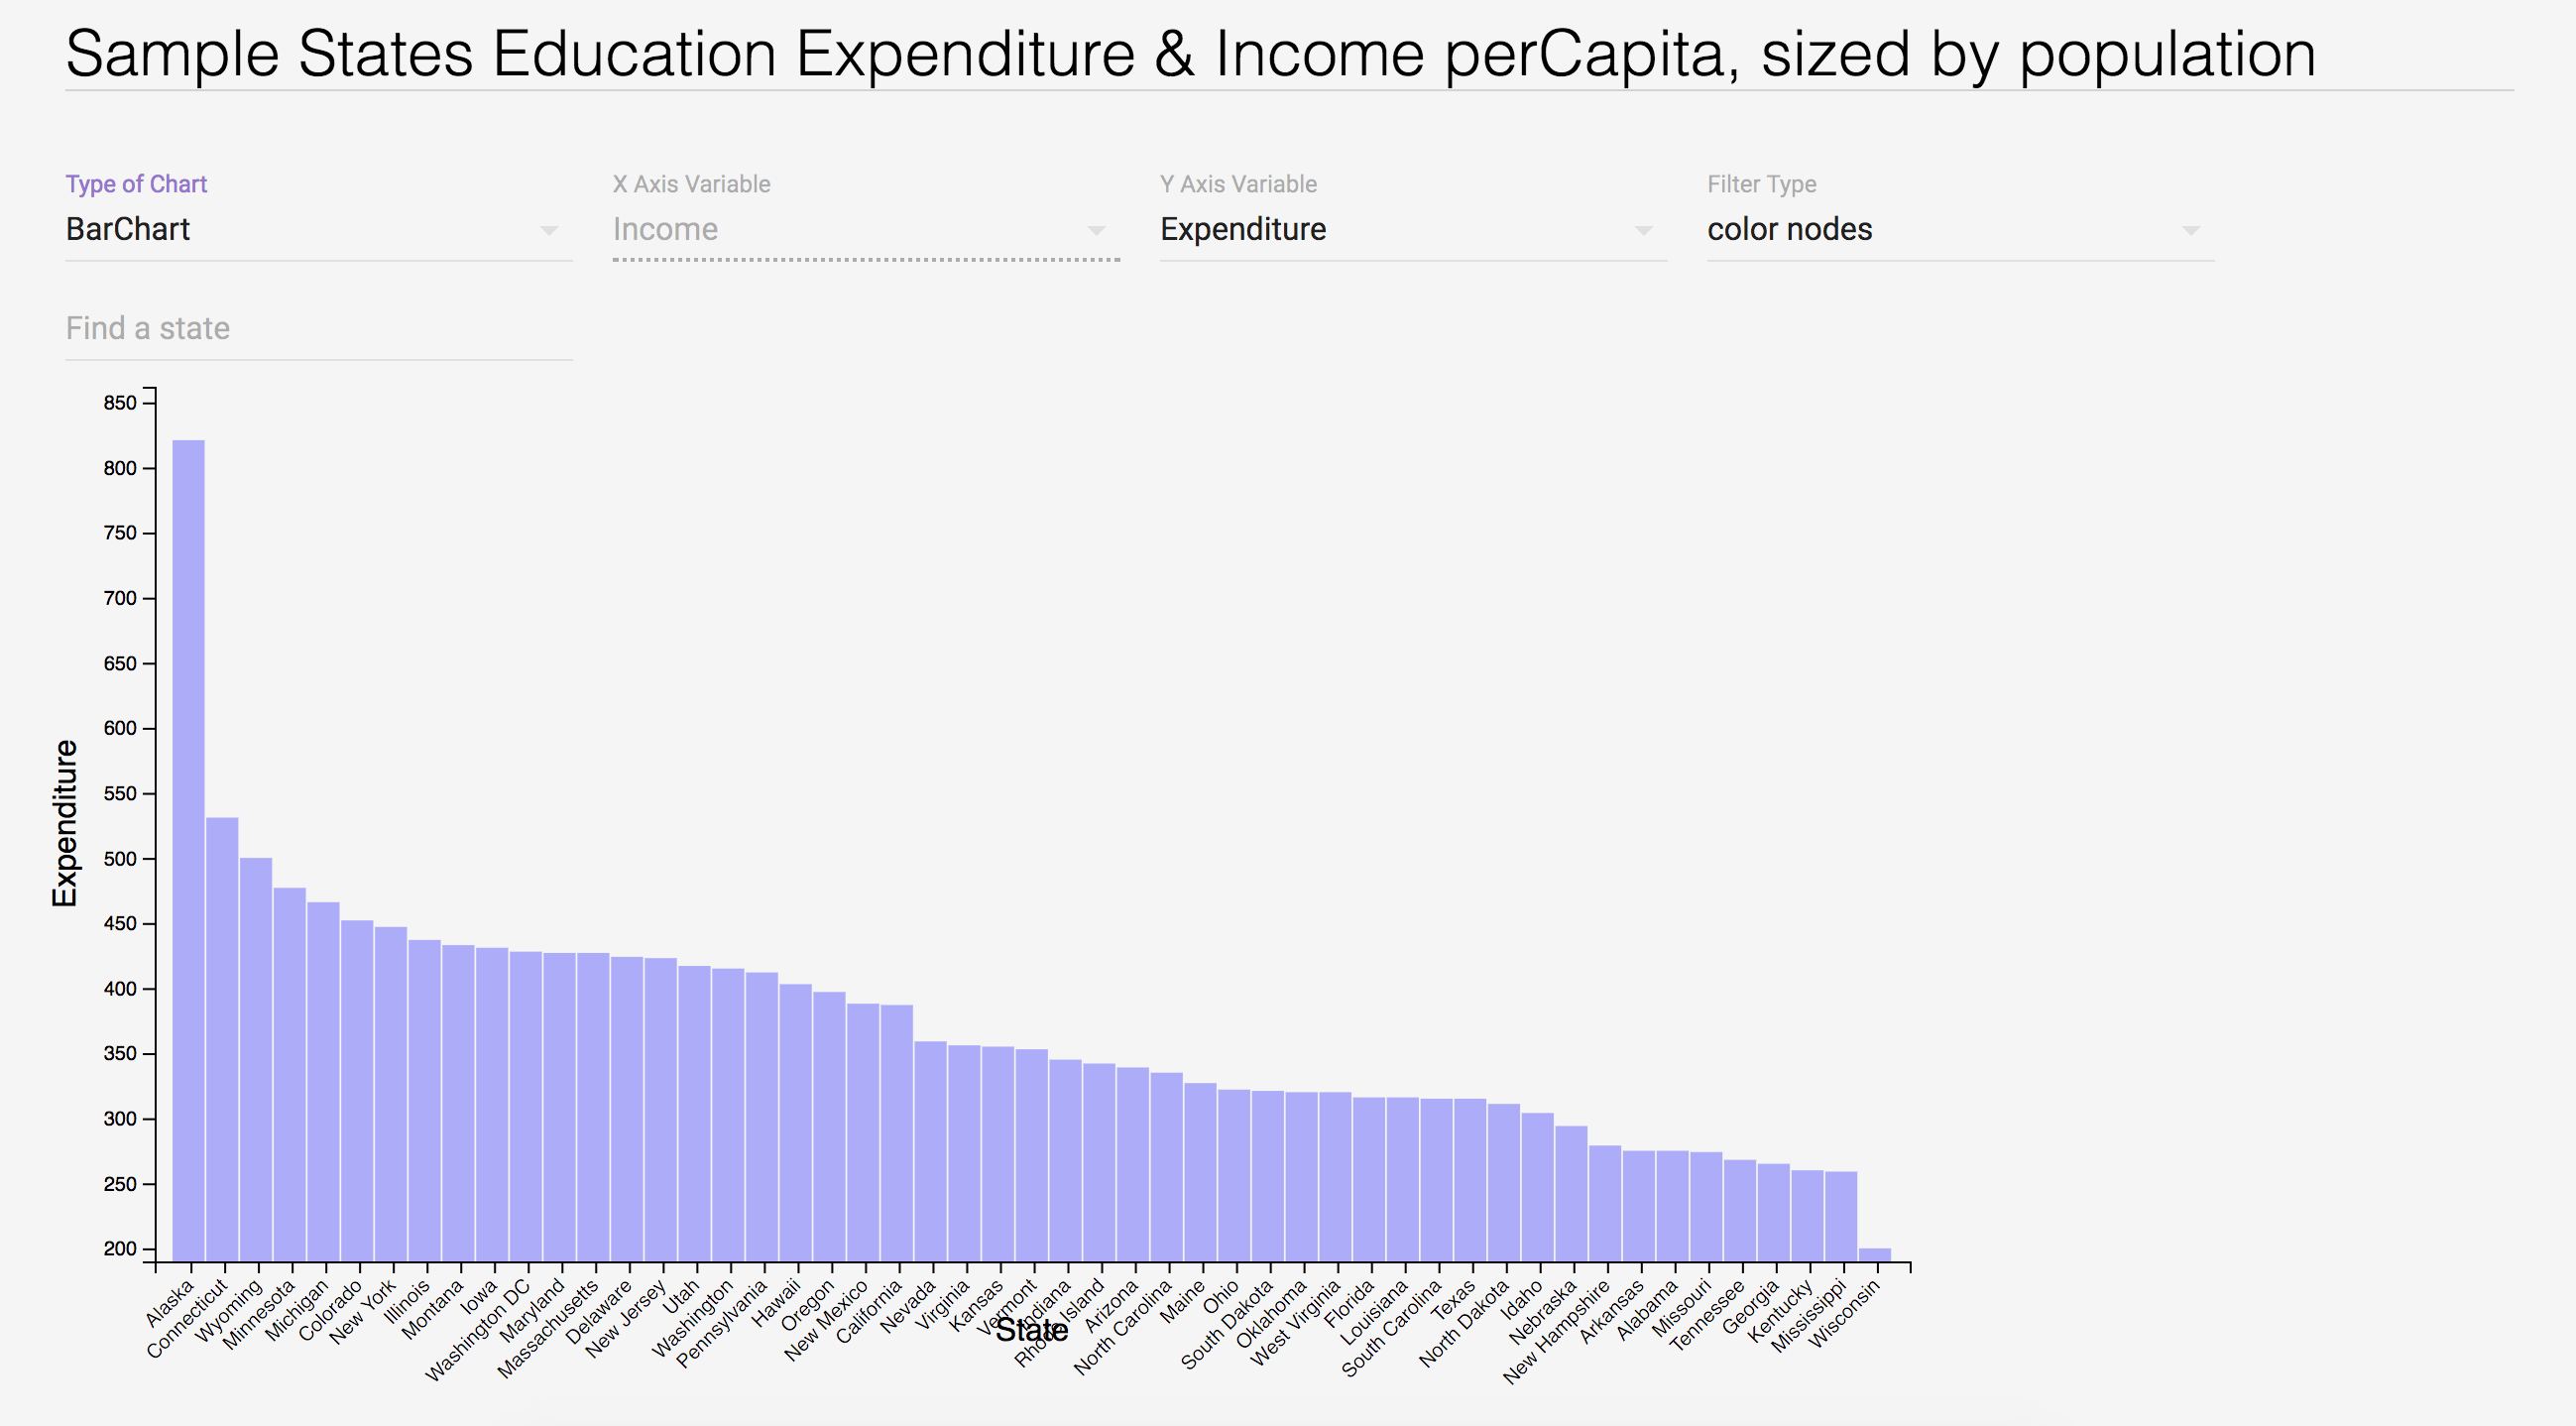 Sample States Education Expenditure & Income perCapita, sized by population
Type of Chart
X Axis Variable
Y Axis Variable
Filter Type
BarChart
Income
Expenditure
color nodes
Find a state
850
800
750
700
650
600
550
500
450
400
350
300
250
200
Expenditure
Alaska
Connecticut
Wyoming
Minnesota
Michigan
Colorado
New York
Illinois
Montana
Iowa
Washington DC
Maryland
Massachusetts
Delaware
New Jersey
Utah
Washington
Pennsylvania
Hawaii
Oregon
New Mexico
California
Nevada
Virginia
Kansas
Vermont
Indiana
Rhode Island
Arizona
North Carolina
Maine
Ohio
South Dakota
Oklahoma
West Virginia
Florida
Louisiana
South Carolina
Texas
North Dakota
Idaho
Nebraska
New Hampshire
Arkansas
Alabama
Missouri
Tennessee
Georgia
Kentucky
Mississippi
Wisconsin
State